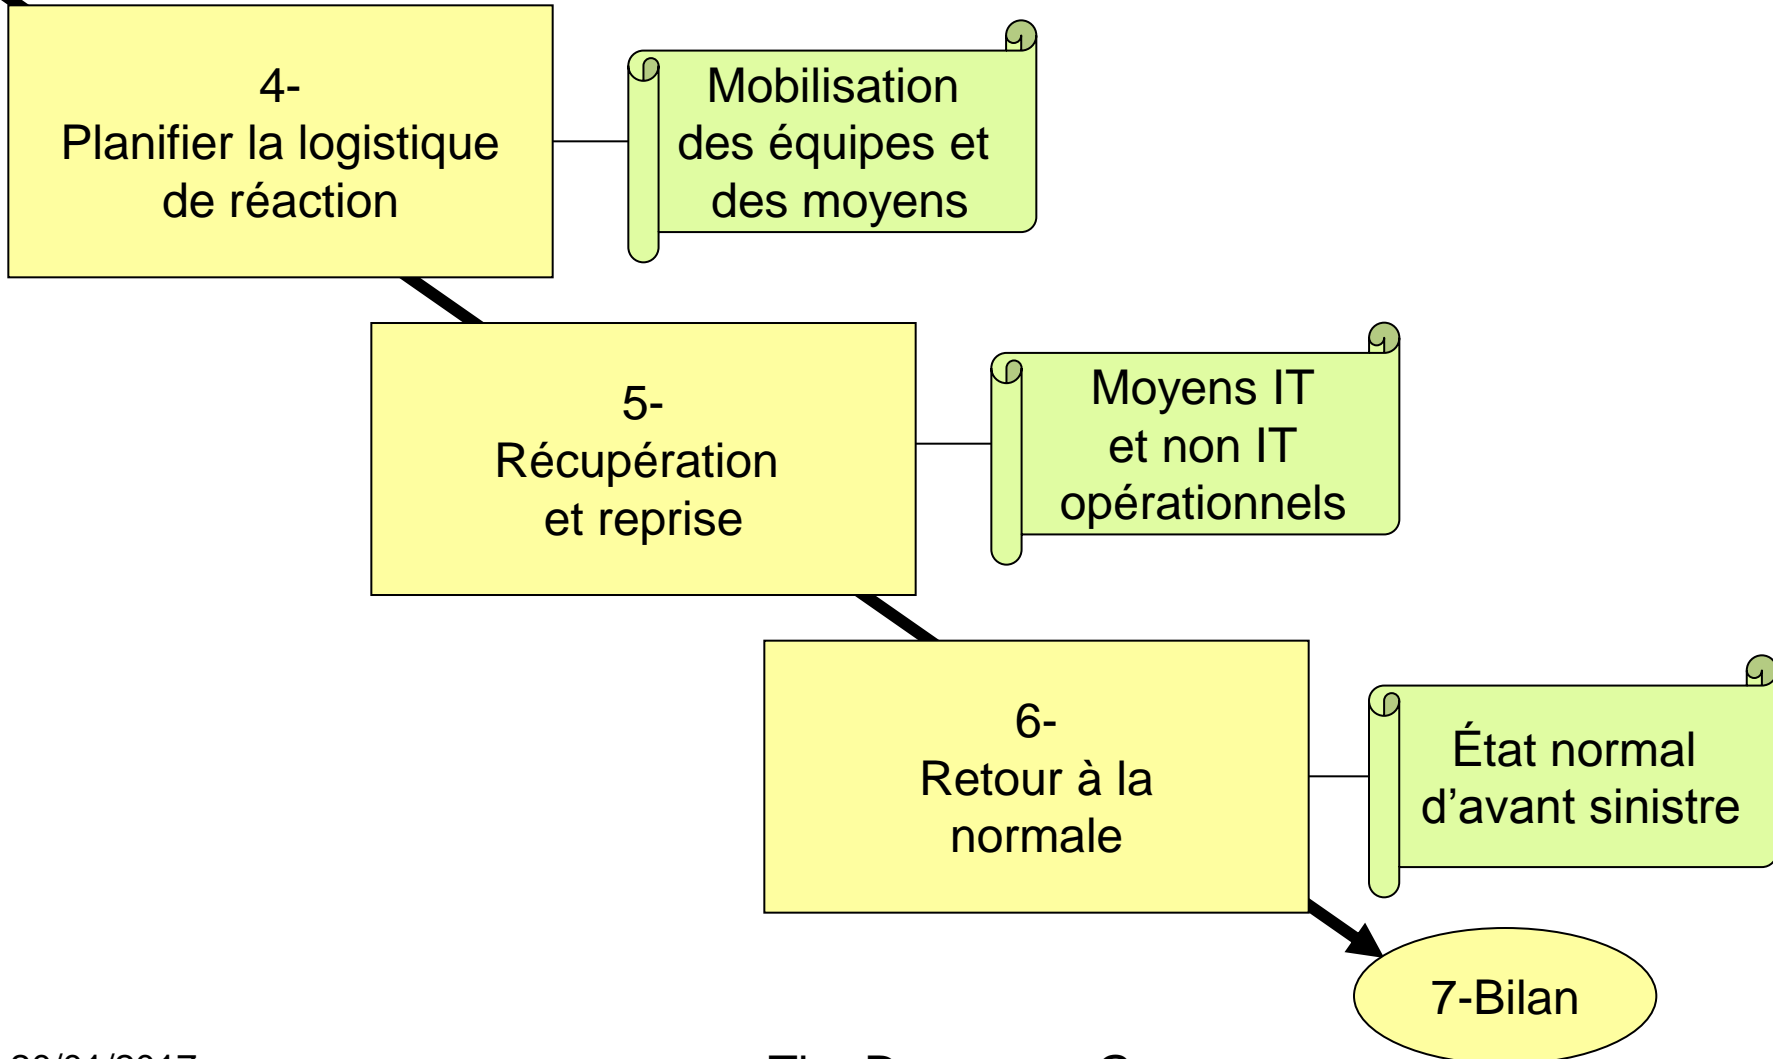 4-
Planifier la logistique
de réaction
Mobilisation
des équipes et
des moyens
5-
Récupération
et reprise
Moyens IT
et non IT
opérationnels
6-
Retour à la
normale
État normal
d’avant sinistre
7-Bilan